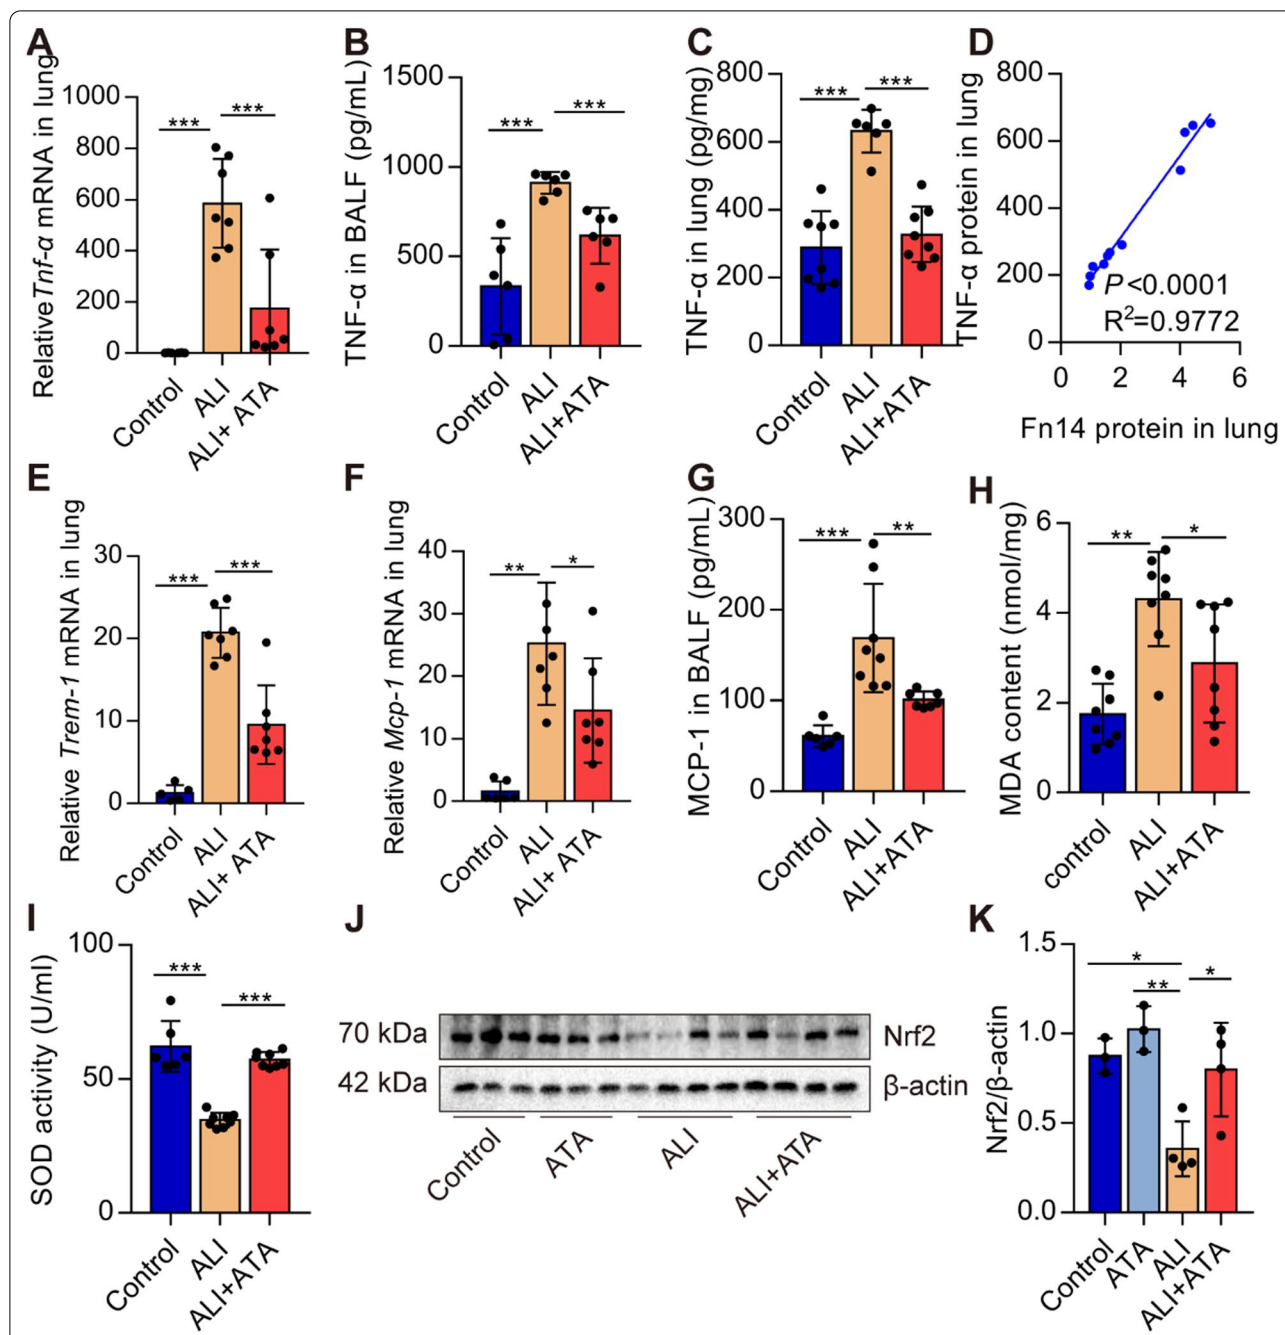 A
Relative Tnf-α mRNA in lung
1000
800
600
400
200
0
***
***
Control
ALI
ALI+ ATA
B
TNF-α in BALF (pg/mL)
1500
1000
500
0
***
***
Control
ALI
ALI+ATA
C
TNF-α in lung (pg/mg)
800
600
400
200
0
***
***
Control
ALI
ALI+ATA
D
TNF-α protein in lung
800
600
400
200
0
P<0.0001
R²=0.9772
0 2 4 6
Fn14 protein in lung
E
Relative Trem-1 mRNA in lung
30
20
10
0
***
***
Control
ALI
ALI+ ATA
F
Relative Mcp-1 mRNA in lung
40
30
20
10
0
**
*
Control
ALI
ALI+ ATA
G
MCP-1 in BALF (pg/mL)
300
200
100
0
***
**
Control
ALI
ALI+ATA
H
MDA content (nmol/mg)
6
4
2
0
**
*
control
ALI
ALI+ATA
I
SOD activity (U/ml)
100
50
0
***
***
Control
ALI
ALI+ATA
J
70 kDa
Nrf2
42 kDa
β-actin
Control
ATA
ALI
ALI+ATA
K
Nrf2/β-actin
1.5
1.0
0.5
0.0
*
**
*
Control
ATA
ALI
ALI+ATA